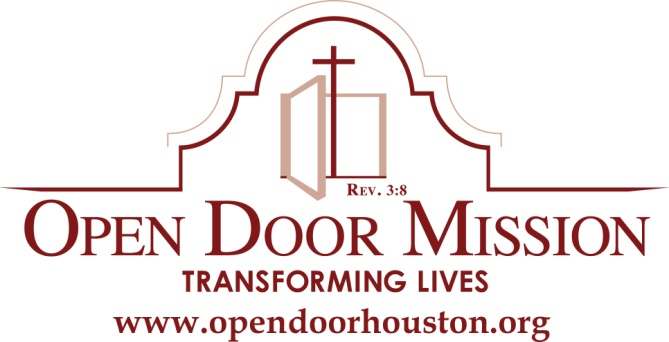 Rev. 3:8
Open Door Mission
TRANSFORMING LIVES
www.opendoorhouston.org